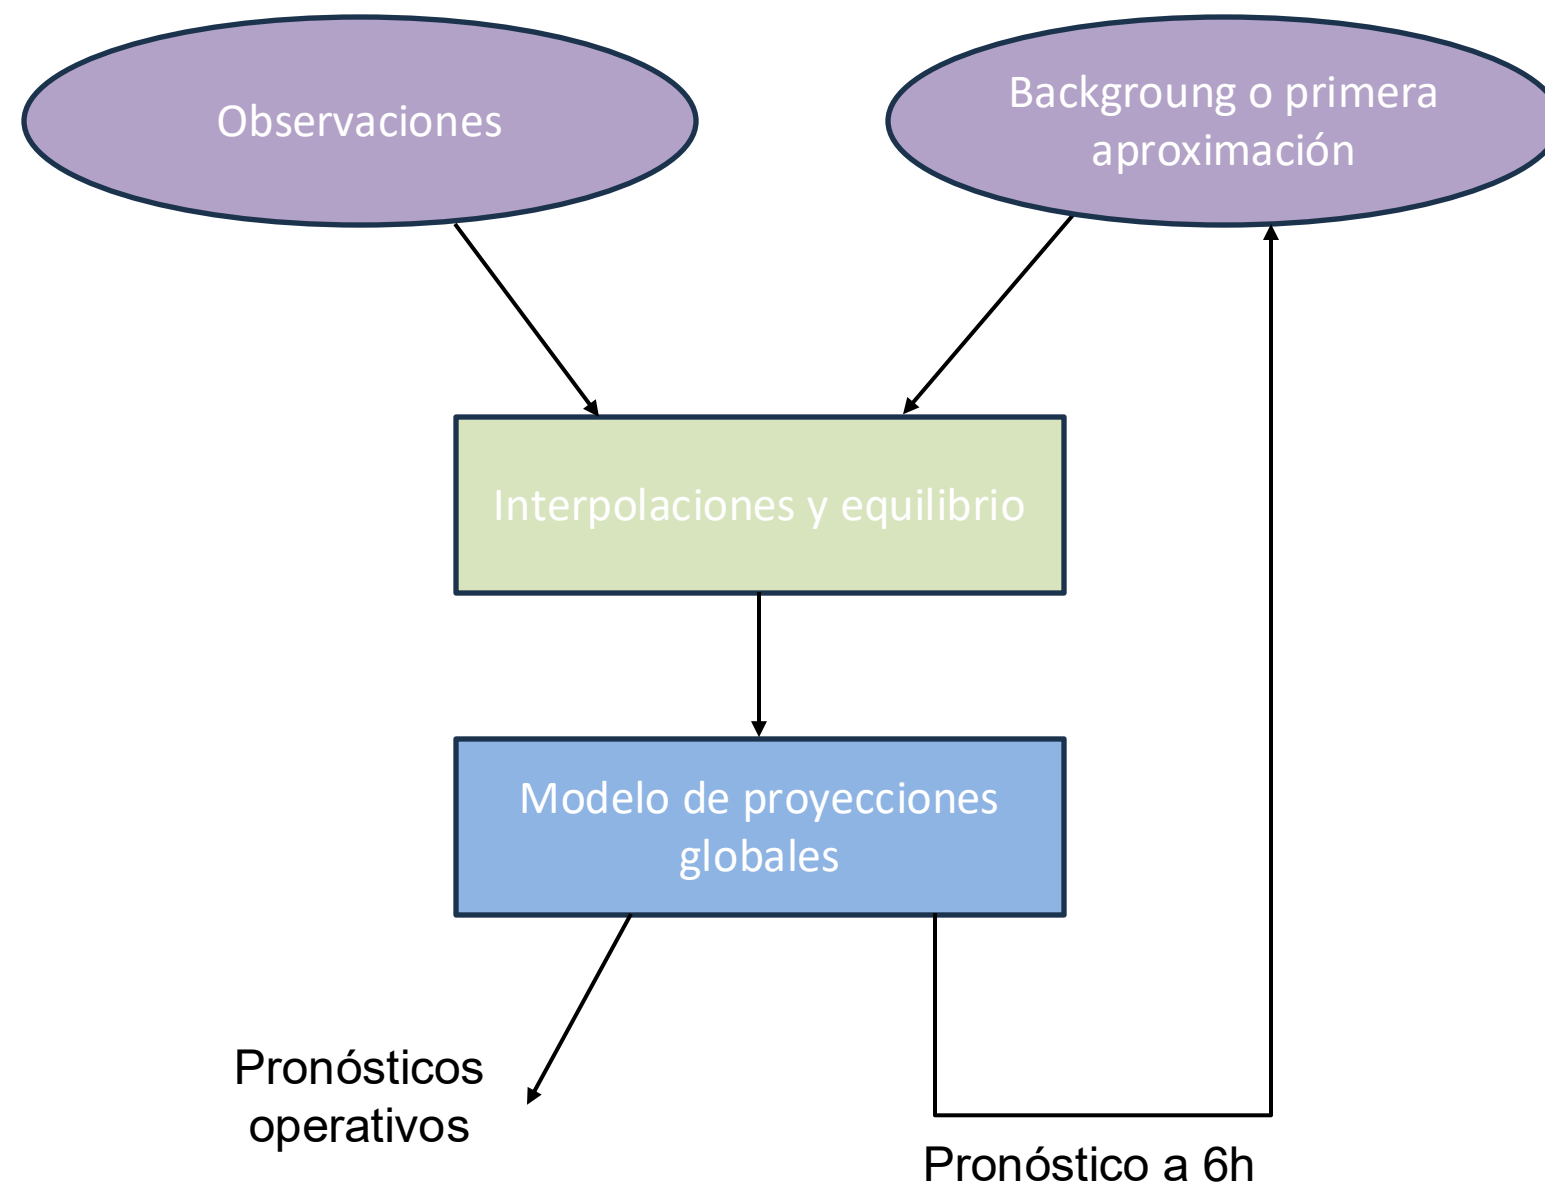 Observaciones
Backgroung o primera
aproximación
Interpolaciones y equilibrio
Modelo de proyecciones
globales
Pronósticos
operativos
Pronóstico a 6h